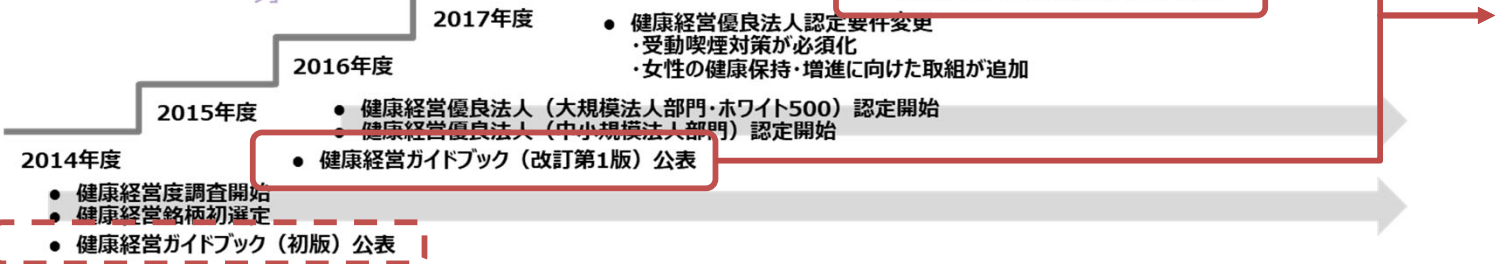 2017年度
● 健康経営優良法人認定要件変更
・受動喫煙対策が必須化
・女性の健康保持・増進に向けた取組が追加
2016年度
● 健康経営優良法人（大規模法人部門・ホワイト500）認定開始
● 健康経営優良法人（中小規模法人部門）認定開始
2015年度
● 健康経営ガイドブック（改訂第1版）公表
2014年度
● 健康経営度調査開始
● 健康経営銘柄初選定
● 健康経営ガイドブック（初版）公表